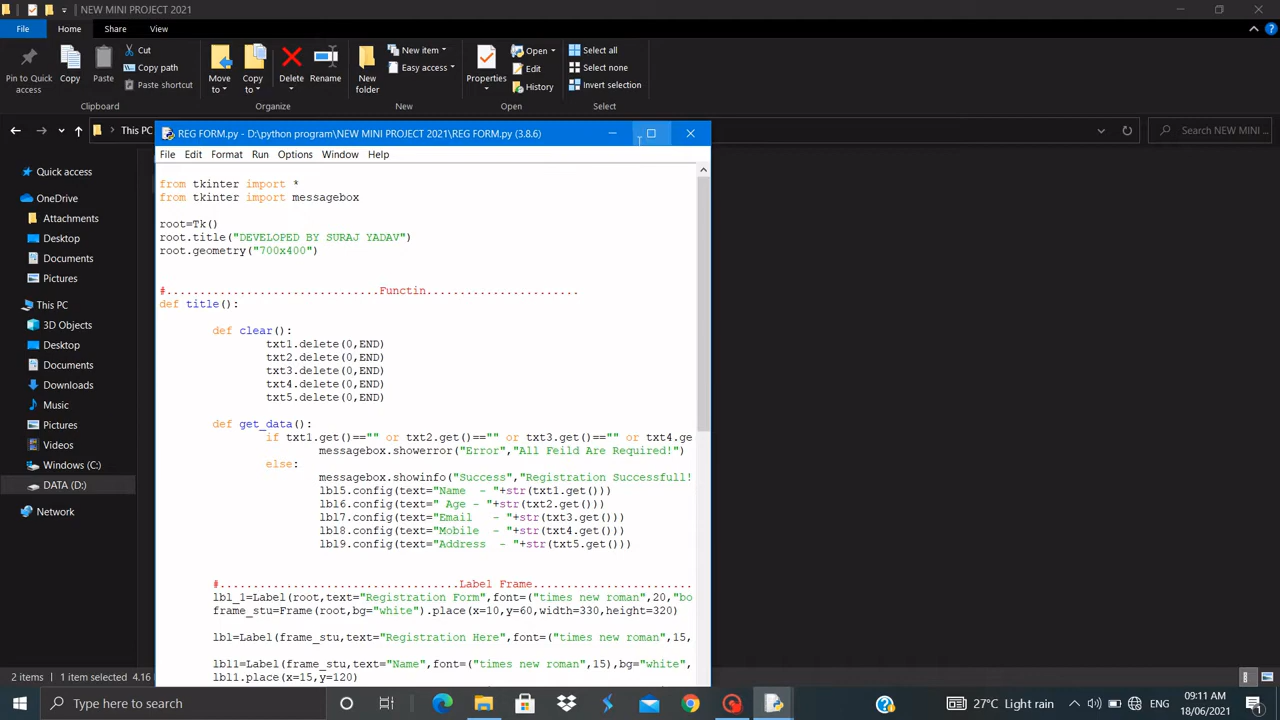 NEW MINI PROJECT 2021
File Home Share View
Pin to Quick access
Copy
Paste
Cut
Copy path
Paste shortcut
Move to
Copy to
Delete
Rename
New folder
New item
Easy access
Properties
Open
Edit
History
Select all
Select none
Invert selection
Clipboard Organize New Open Select
This PC
Search NEW MINI ...
REG FORM.py - D:\python program\NEW MINI PROJECT 2021\REG FORM.py (3.8.6)
File Edit Format Run Options Window Help
Quick access
OneDrive
Attachments
Desktop
Documents
Pictures
This PC
3D Objects
Desktop
Documents
Downloads
Music
Pictures
Videos
Windows (C:)
DATA (D:)
Network
from tkinter import *
from tkinter import messagebox
root=Tk()
root.title("DEVELOPED BY SURAJ YADAV")
root.geometry("700x400")
#................................Functin.......................
def title():
def clear():
txt1.delete(0,END)
txt2.delete(0,END)
txt3.delete(0,END)
txt4.delete(0,END)
txt5.delete(0,END)
def get_data():
if txt1.get()=="" or txt2.get()=="" or txt3.get()=="" or txt4.ge
messagebox.showerror("Error","All Feild Are Required!")
else:
messagebox.showinfo("Success","Registration Successfull!
lbl5.config(text="Name  - "+str(txt1.get()))
lbl6.config(text=" Age - "+str(txt2.get()))
lbl7.config(text="Email   - "+str(txt3.get()))
lbl8.config(text="Mobile  - "+str(txt4.get()))
lbl9.config(text="Address  - "+str(txt5.get()))
#....................................Label Frame........................
lbl_1=Label(root,text="Registration Form",font=("times new roman",20,"bo
frame_stu=Frame(root,bg="white").place(x=10,y=60,width=330,height=320)
lbl=Label(frame_stu,text="Registration Here",font=("times new roman",15,
lbl1=Label(frame_stu,text="Name",font=("times new roman",15),bg="white",
lbl1.place(x=15,y=120)
2 items 1 item selected 4.16
Type here to search
27°C Light rain
ENG
09:11 AM
18/06/2021
1